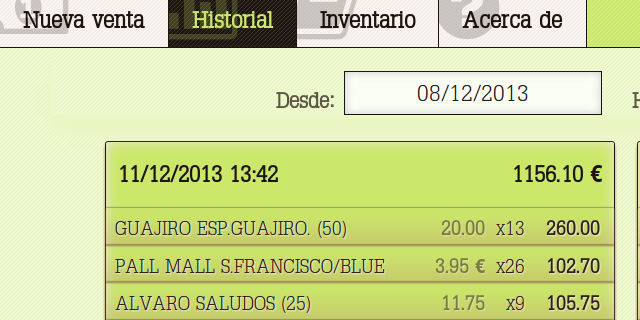 Nueva venta Historial Inventario Acerca de
Desde: 08/12/2013 H
11/12/2013 13:42 1156.10 €
GUAJIRO ESP.GUAJIRO. (50) 20.00 x13 260.00
PALL MALL S.FRANCISCO/BLUE 3.95 € x26 102.70
ALVARO SALUDOS (25) 11.75 x9 105.75